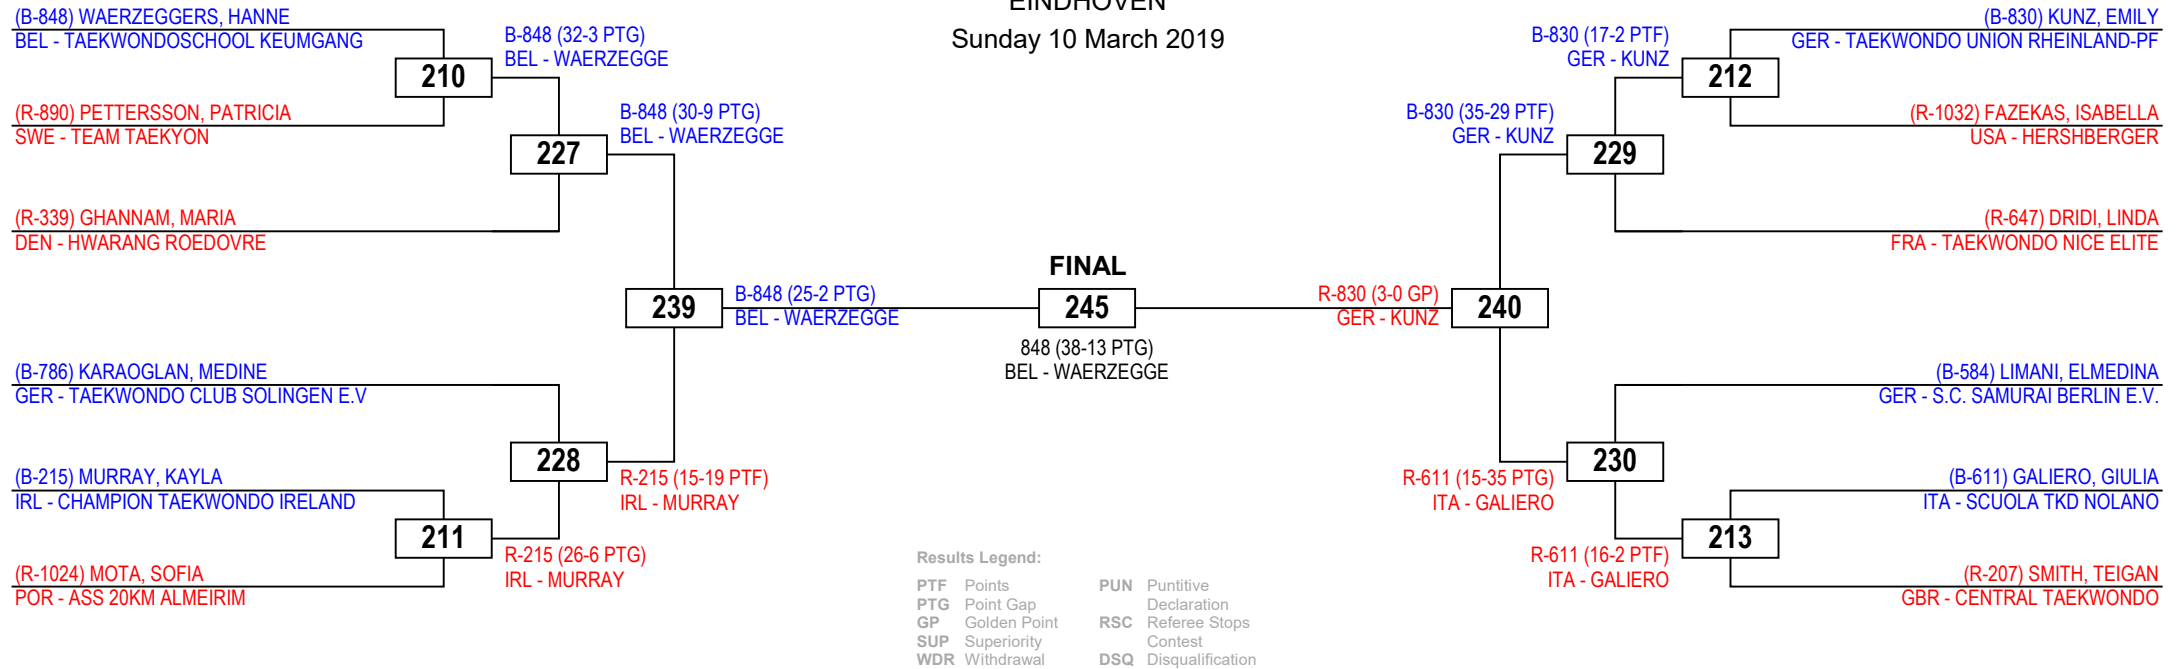 EINDHOVEN
Sunday 10 March 2019
(B-848) WAERZEGGERS, HANNE
BEL - TAEKWONDOSCHOOL KEUMGANG
B-848 (32-3 PTG)
BEL - WAERZEGGE
210
(R-890) PETTERSSON, PATRICIA
SWE - TEAM TAEKYON
B-848 (30-9 PTG)
BEL - WAERZEGGE
227
(R-339) GHANNAM, MARIA
DEN - HWARANG ROEDOVRE
239
B-848 (25-2 PTG)
BEL - WAERZEGGE
(B-786) KARAOGLAN, MEDINE
GER - TAEKWONDO CLUB SOLINGEN E.V
228
R-215 (15-19 PTF)
IRL - MURRAY
(B-215) MURRAY, KAYLA
IRL - CHAMPION TAEKWONDO IRELAND
211
R-215 (26-6 PTG)
IRL - MURRAY
(R-1024) MOTA, SOFIA
POR - ASS 20KM ALMEIRIM
FINAL
245
848 (38-13 PTG)
BEL - WAERZEGGE
(B-830) KUNZ, EMILY
GER - TAEKWONDO UNION RHEINLAND-PF
B-830 (17-2 PTF)
GER - KUNZ
212
(R-1032) FAZEKAS, ISABELLA
USA - HERSHBERGER
B-830 (35-29 PTF)
GER - KUNZ
229
(R-647) DRIDI, LINDA
FRA - TAEKWONDO NICE ELITE
R-830 (3-0 GP)
GER - KUNZ
240
(B-584) LIMANI, ELMEDINA
GER - S.C. SAMURAI BERLIN E.V.
230
R-611 (15-35 PTG)
ITA - GALIERO
(B-611) GALIERO, GIULIA
ITA - SCUOLA TKD NOLANO
213
R-611 (16-2 PTF)
ITA - GALIERO
(R-207) SMITH, TEIGAN
GBR - CENTRAL TAEKWONDO
Results Legend:
PTF Points
PTG Point Gap
GP Golden Point
SUP Superiority
WDR Withdrawal
PUN Puntitive
Declaration
RSC Referee Stops
Contest
DSQ Disqualification